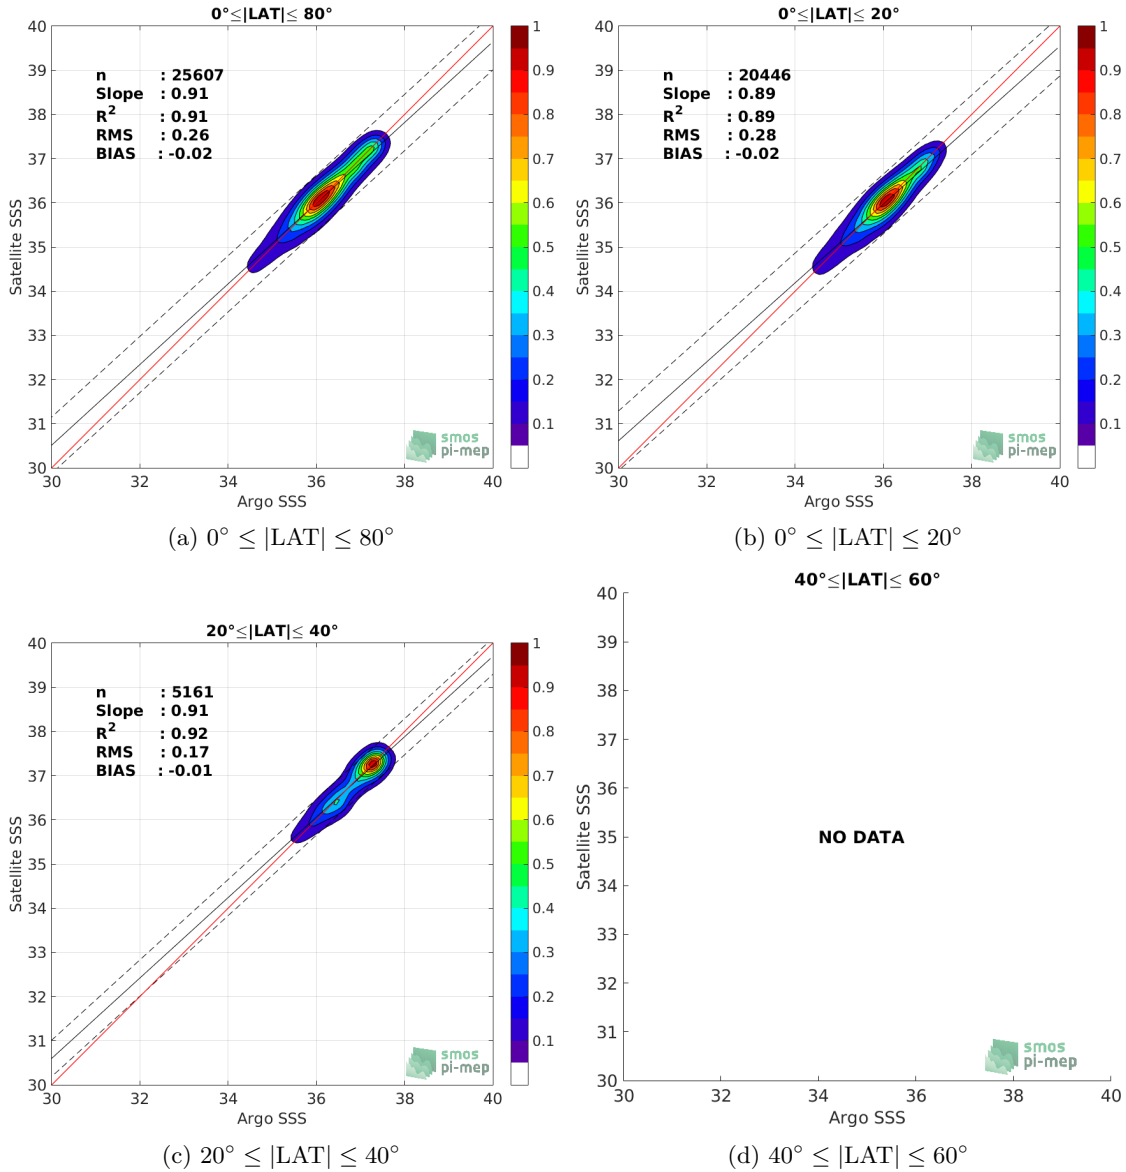 0°≤|LAT|≤ 80°
n : 25607
Slope : 0.91
R² : 0.91
RMS : 0.26
BIAS : -0.02
40
39
38
37
36
35
34
33
32
31
30
30 32 34 36 38 40
Satellite SSS
Argo SSS
1
0.9
0.8
0.7
0.6
0.5
0.4
0.3
0.2
0.1
smos
pi-mep
(a) 0° ≤ |LAT| ≤ 80°
0°≤|LAT|≤ 20°
n : 20446
Slope : 0.89
R² : 0.89
RMS : 0.28
BIAS : -0.02
40
39
38
37
36
35
34
33
32
31
30
30 32 34 36 38 40
Satellite SSS
Argo SSS
1
0.9
0.8
0.7
0.6
0.5
0.4
0.3
0.2
0.1
smos
pi-mep
(b) 0° ≤ |LAT| ≤ 20°
20°≤|LAT|≤ 40°
n : 5161
Slope : 0.91
R² : 0.92
RMS : 0.17
BIAS : -0.01
40
39
38
37
36
35
34
33
32
31
30
30 32 34 36 38 40
Satellite SSS
Argo SSS
1
0.9
0.8
0.7
0.6
0.5
0.4
0.3
0.2
0.1
smos
pi-mep
(c) 20° ≤ |LAT| ≤ 40°
40°≤|LAT|≤ 60°
40
39
38
37
36
35
34
33
32
31
30
30 32 34 36 38 40
Satellite SSS
Argo SSS
NO DATA
smos
pi-mep
(d) 40° ≤ |LAT| ≤ 60°